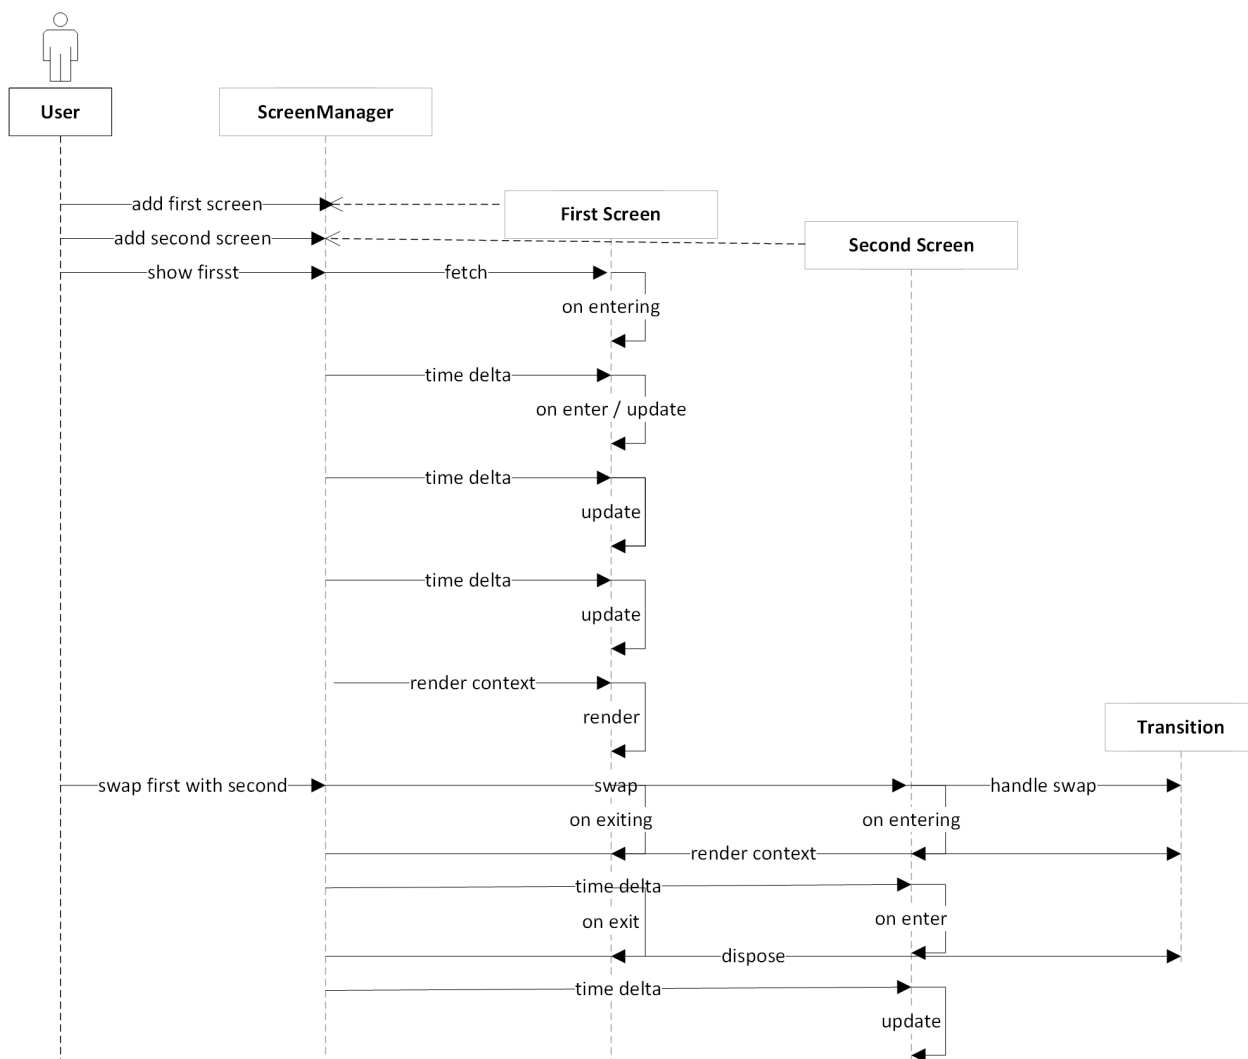 User
ScreenManager
add first screen
First Screen
add second screen
Second Screen
show firsst
fetch
on entering
time delta
on enter / update
time delta
update
time delta
update
render context
render
Transition
swap first with second
swap
handle swap
on exiting
on entering
render context
time delta
on exit
on enter
dispose
time delta
update